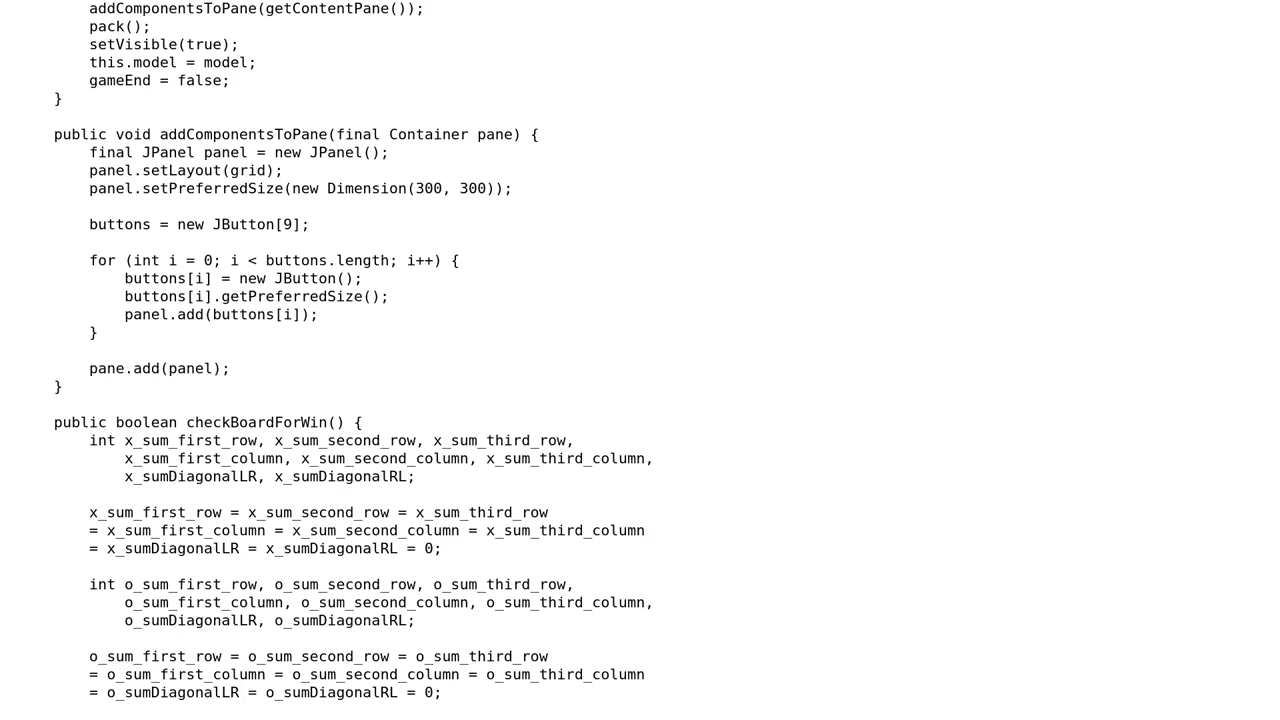 addComponentsToPane(getContentPane());
        pack();
        setVisible(true);
        this.model = model;
        gameEnd = false;
    }

    public void addComponentsToPane(final Container pane) {
        final JPanel panel = new JPanel();
        panel.setLayout(grid);
        panel.setPreferredSize(new Dimension(300, 300));

        buttons = new JButton[9];

        for (int i = 0; i < buttons.length; i++) {
            buttons[i] = new JButton();
            buttons[i].getPreferredSize();
            panel.add(buttons[i]);
        }

        pane.add(panel);
    }

    public boolean checkBoardForWin() {
        int x_sum_first_row, x_sum_second_row, x_sum_third_row,
            x_sum_first_column, x_sum_second_column, x_sum_third_column,
            x_sumDiagonalLR, x_sumDiagonalRL;

        x_sum_first_row = x_sum_second_row = x_sum_third_row
        = x_sum_first_column = x_sum_second_column = x_sum_third_column
        = x_sumDiagonalLR = x_sumDiagonalRL = 0;

        int o_sum_first_row, o_sum_second_row, o_sum_third_row,
            o_sum_first_column, o_sum_second_column, o_sum_third_column,
            o_sumDiagonalLR, o_sumDiagonalRL;

        o_sum_first_row = o_sum_second_row = o_sum_third_row
        = o_sum_first_column = o_sum_second_column = o_sum_third_column
        = o_sumDiagonalLR = o_sumDiagonalRL = 0;